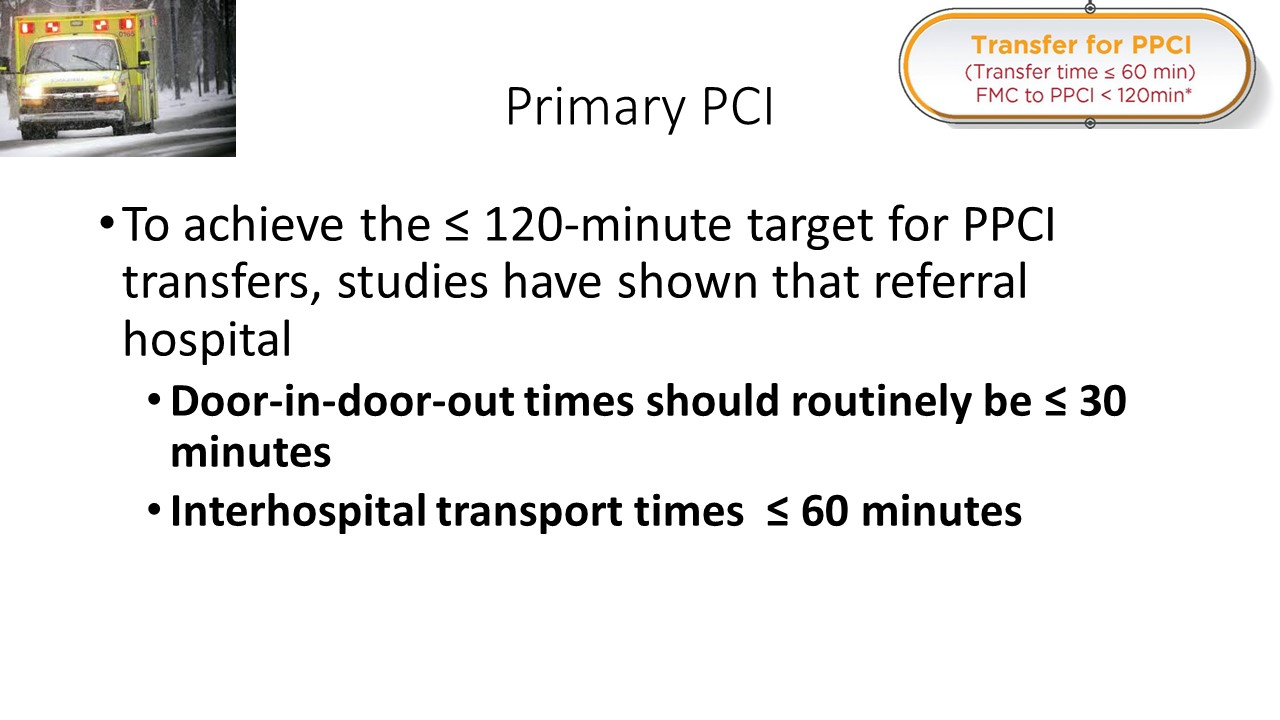 Transfer for PPCI
(Transfer time ≤ 60 min)
FMC to PPCI < 120min*
Primary PCI
• To achieve the ≤ 120-minute target for PPCI
transfers, studies have shown that referral
hospital
• Door-in-door-out times should routinely be ≤ 30
minutes
• Interhospital transport times  ≤ 60 minutes